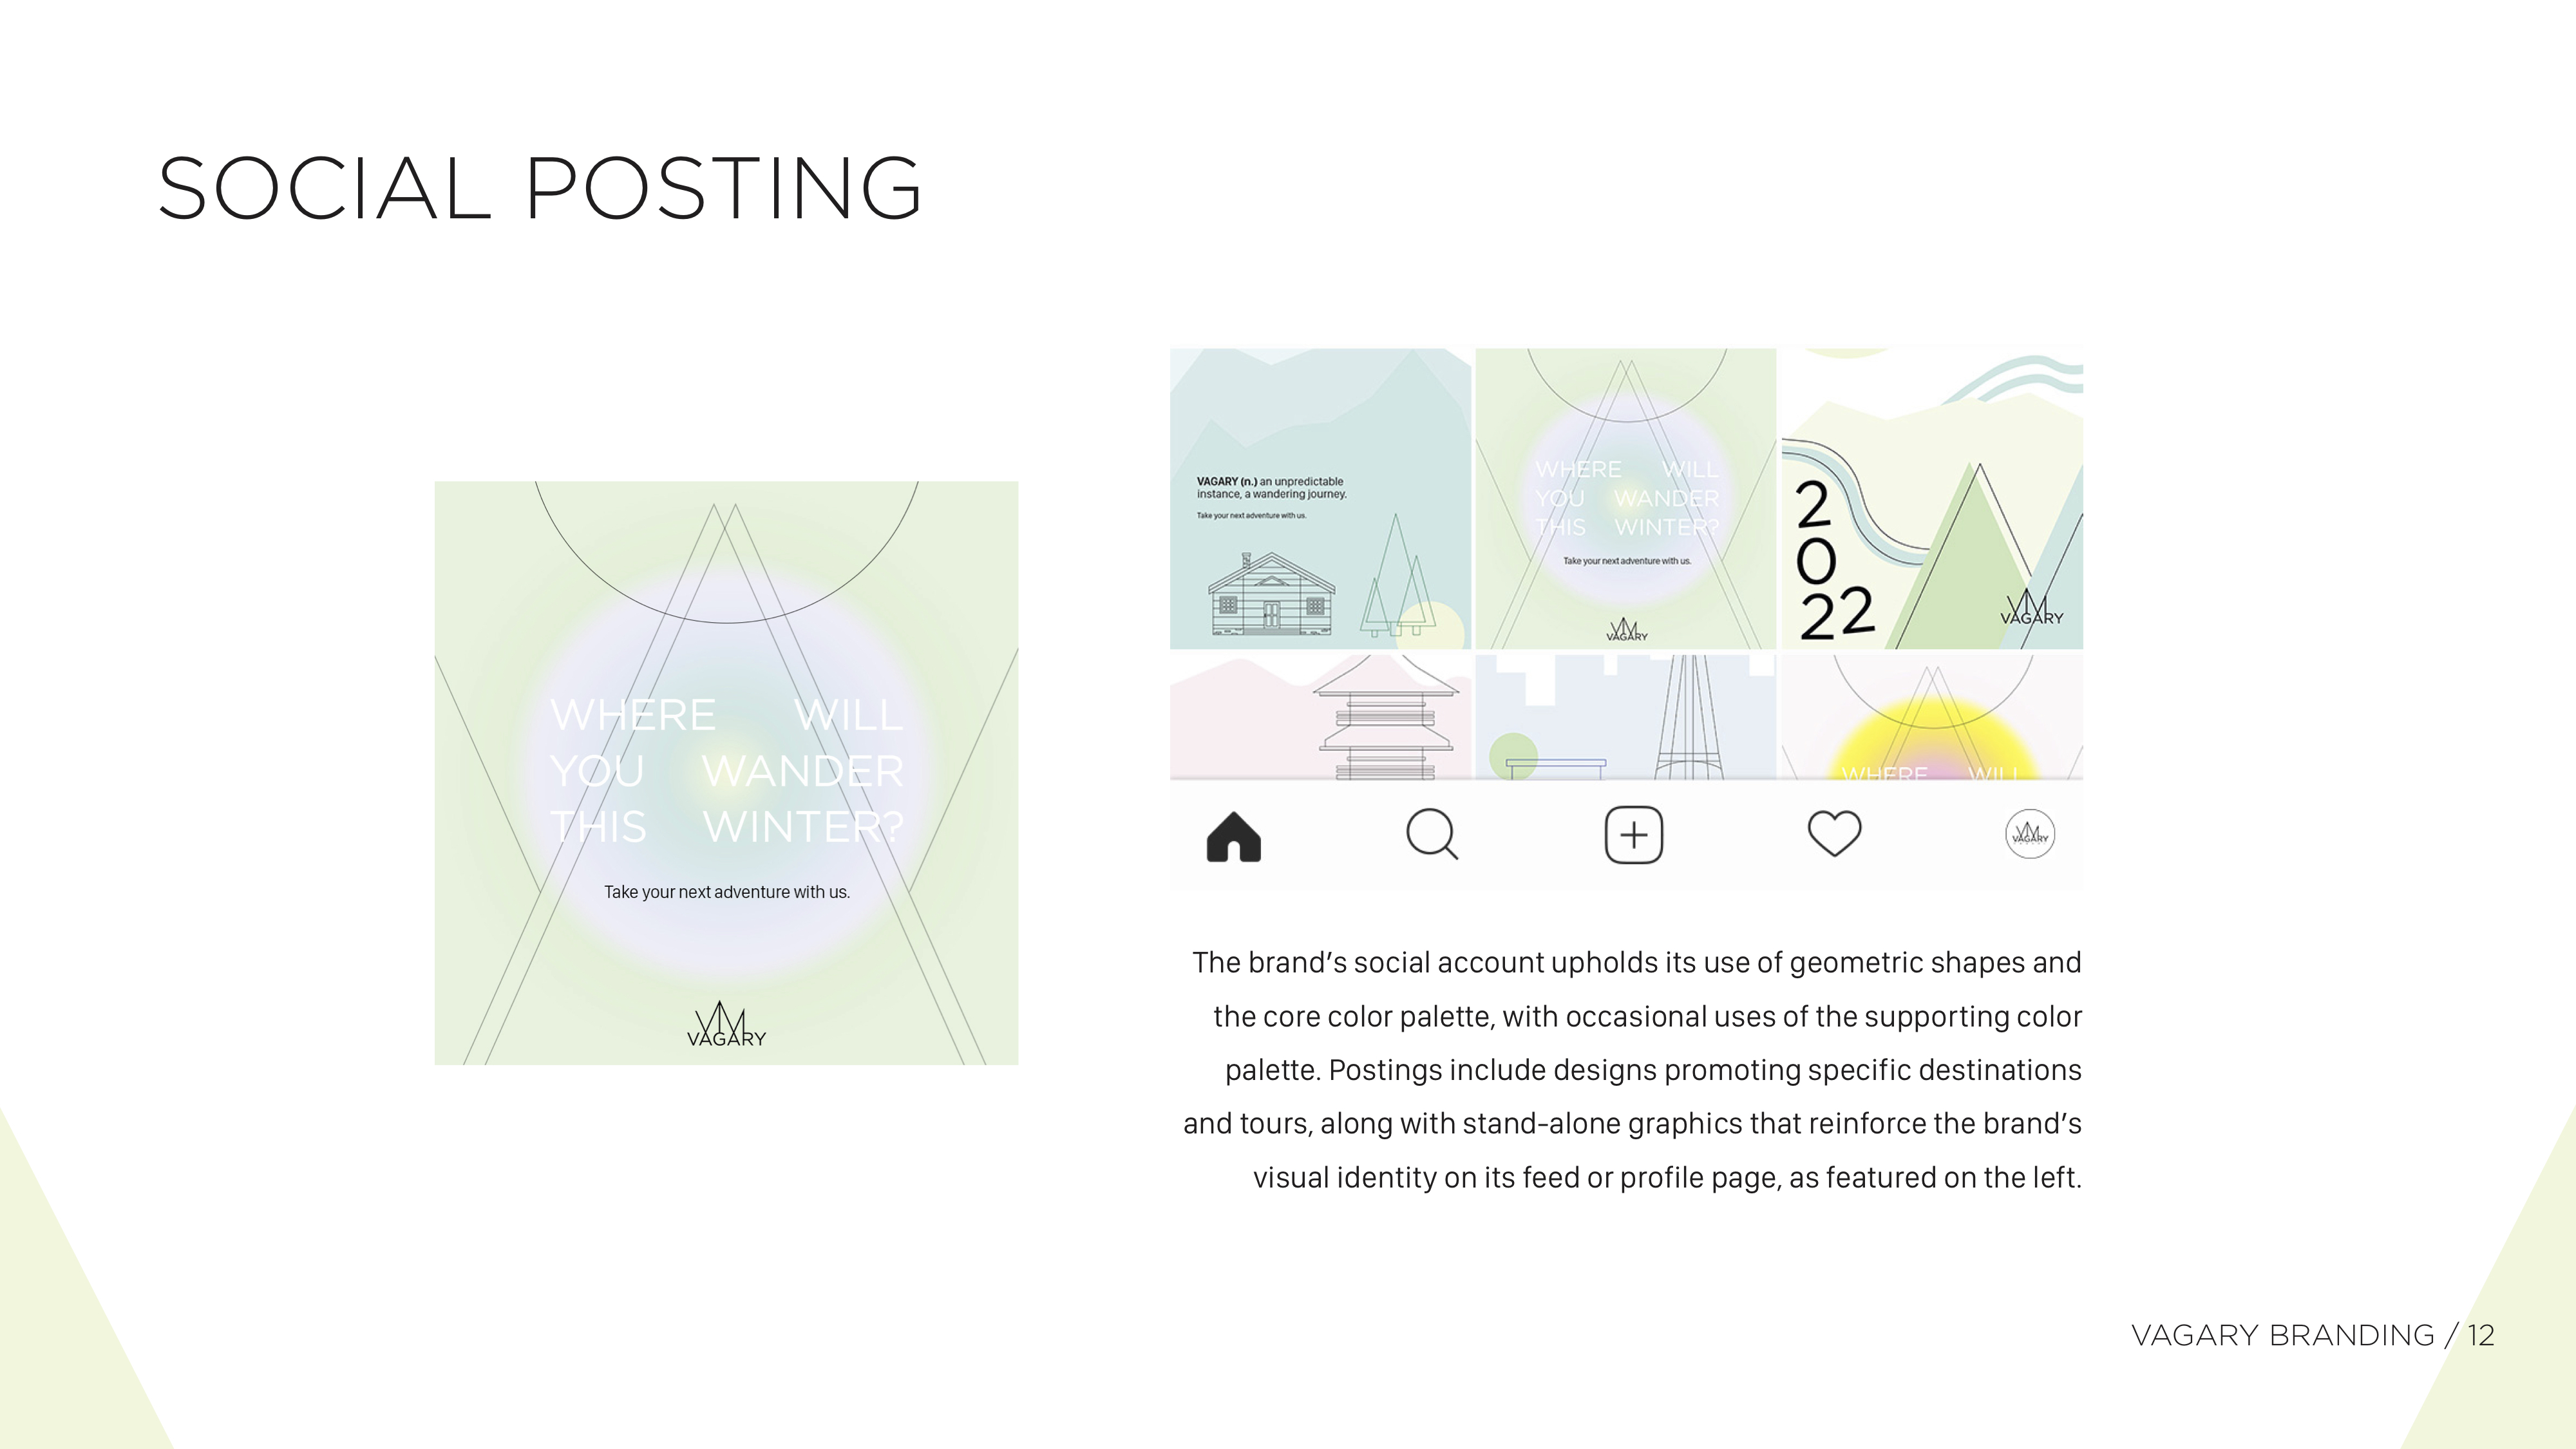 SOCIAL POSTING
WHERE WILL
YOU WANDER
THIS WINTER?
Take your next adventure with us.
VM
VAGARY
VAGARY (n.) an unpredictable
instance, a wandering journey.
Take your next adventure with us.
WHERE WILL
YOU WANDER
THIS WINTER?
Take your next adventure with us.
VM
VAGARY
2
0
22
VM
VAGARY
WHERE WILL
VM
VAGARY
The brand’s social account upholds its use of geometric shapes and
the core color palette, with occasional uses of the supporting color
palette. Postings include designs promoting specific destinations
and tours, along with stand-alone graphics that reinforce the brand’s
visual identity on its feed or profile page, as featured on the left.
VAGARY BRANDING / 12